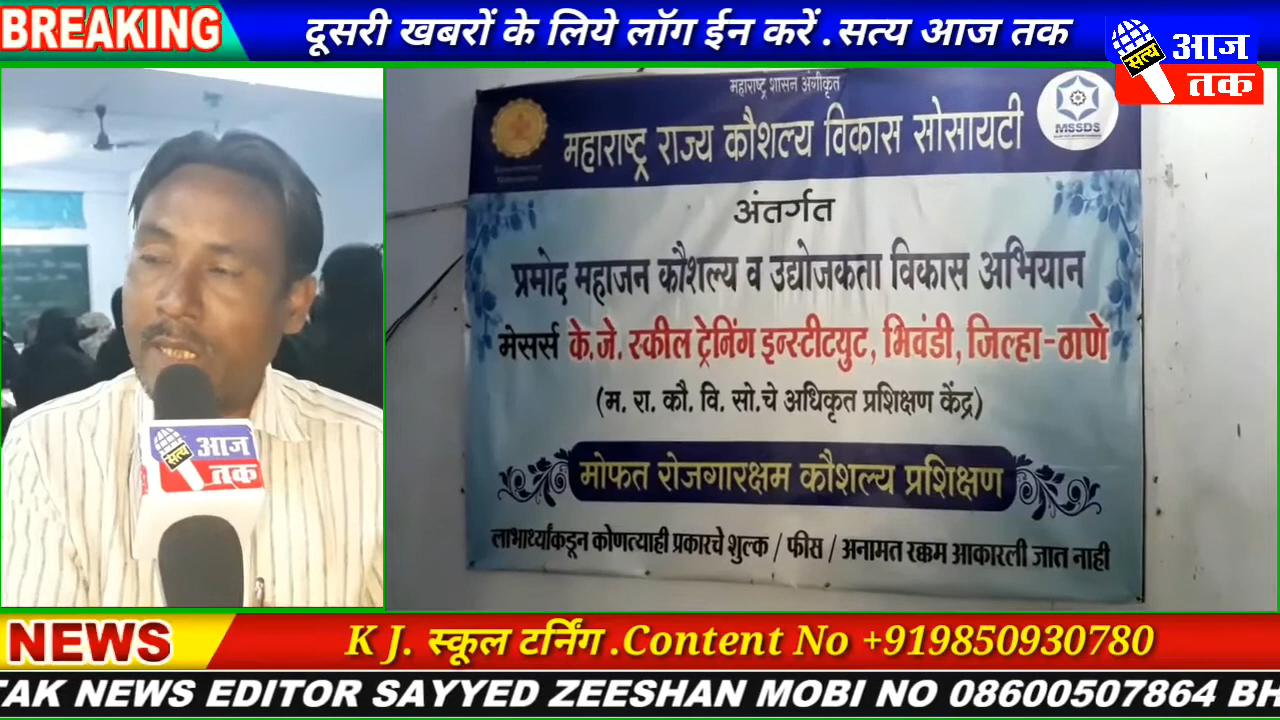 BREAKING
दूसरी खबरों के लिये लॉग ईन करें .सत्य आज तक
सत्य आज तक
महाराष्ट्र शासन अंगीकृत
महाराष्ट्र राज्य कौशल्य विकास सोसायटी
MSSDS
अंतर्गत
प्रमोद महाजन कौशल्य व उद्योजकता विकास अभियान
मेसर्स के.जे. स्कील ट्रेनिंग इन्स्टीटयुट, भिवंडी, जिल्हा-ठाणे
(म. रा. कौ. वि. सो.चे अधिकृत प्रशिक्षण केंद्र)
मोफत रोजगारक्षम कौशल्य प्रशिक्षण
लाभार्थ्यांकडून कोणत्याही प्रकारचे शुल्क / फीस / अनामत रक्कम आकारली जात नाही
सत्य आज तक
NEWS
K J. स्कूल टर्निंग .Content No +919850930780
TAK NEWS EDITOR SAYYED ZEESHAN MOBI NO 08600507864 BH